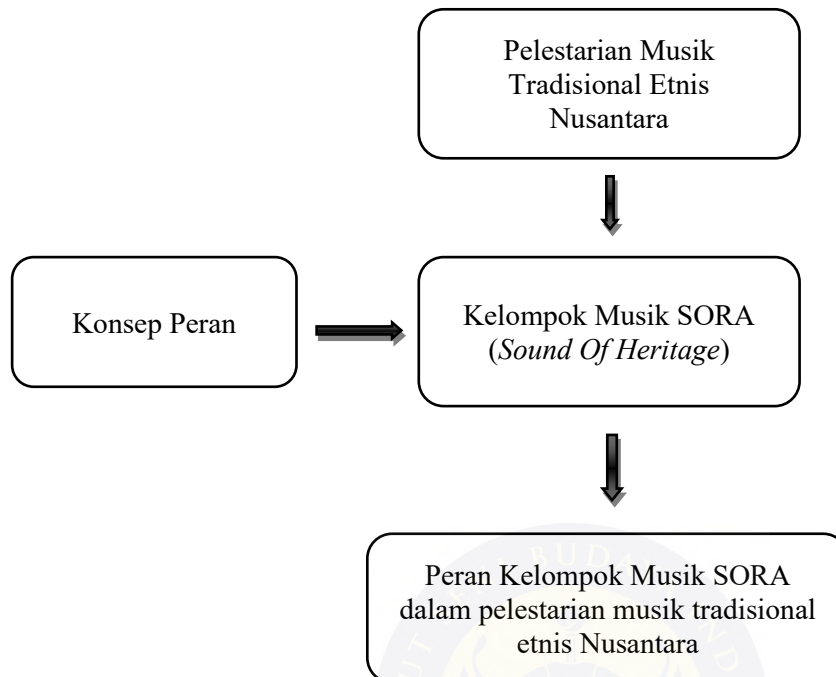 Pelestarian Musik
Tradisional Etnis
Nusantara
Konsep Peran
Kelompok Musik SORA
(Sound Of Heritage)
Peran Kelompok Musik SORA
dalam pelestarian musik tradisional
etnis Nusantara